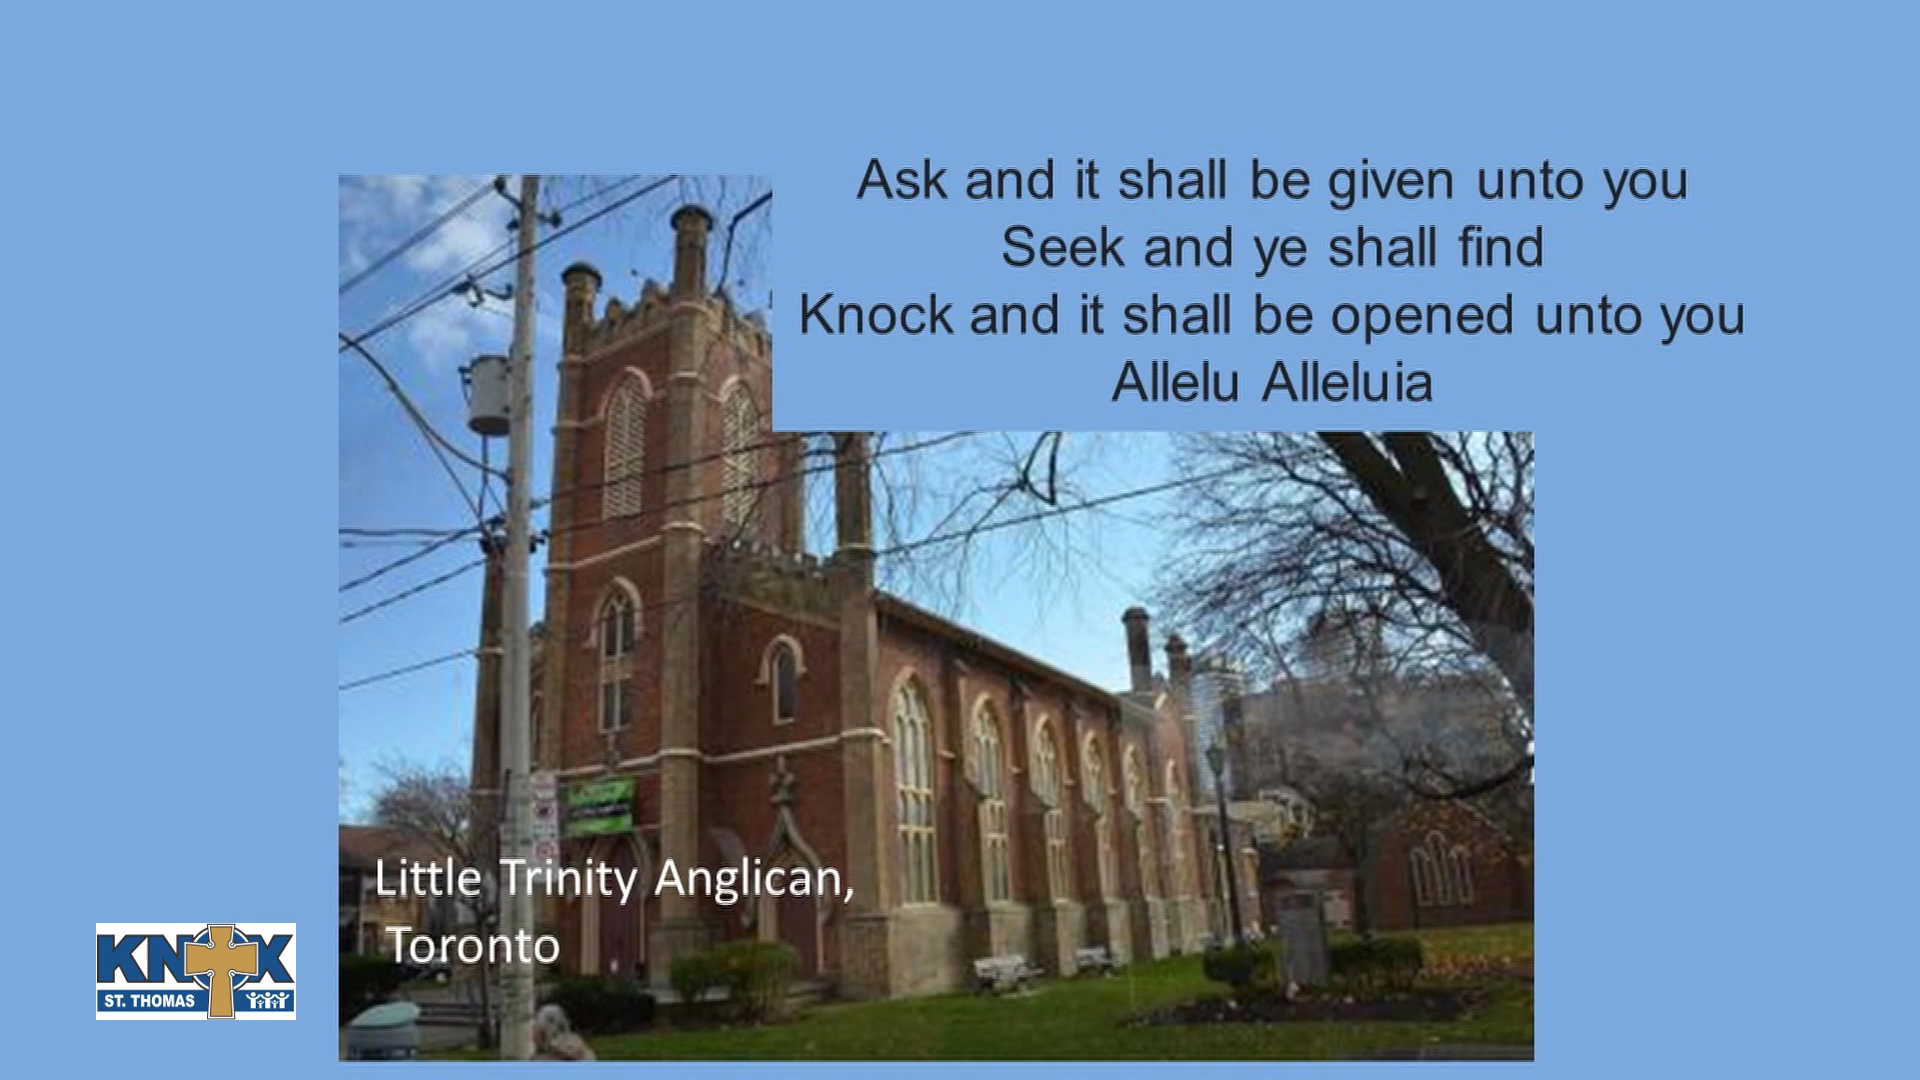 Ask and it shall be given unto you
Seek and ye shall find
Knock and it shall be opened unto you
Allelu Alleluia
Little Trinity Anglican,
Toronto
KNOX
ST. THOMAS